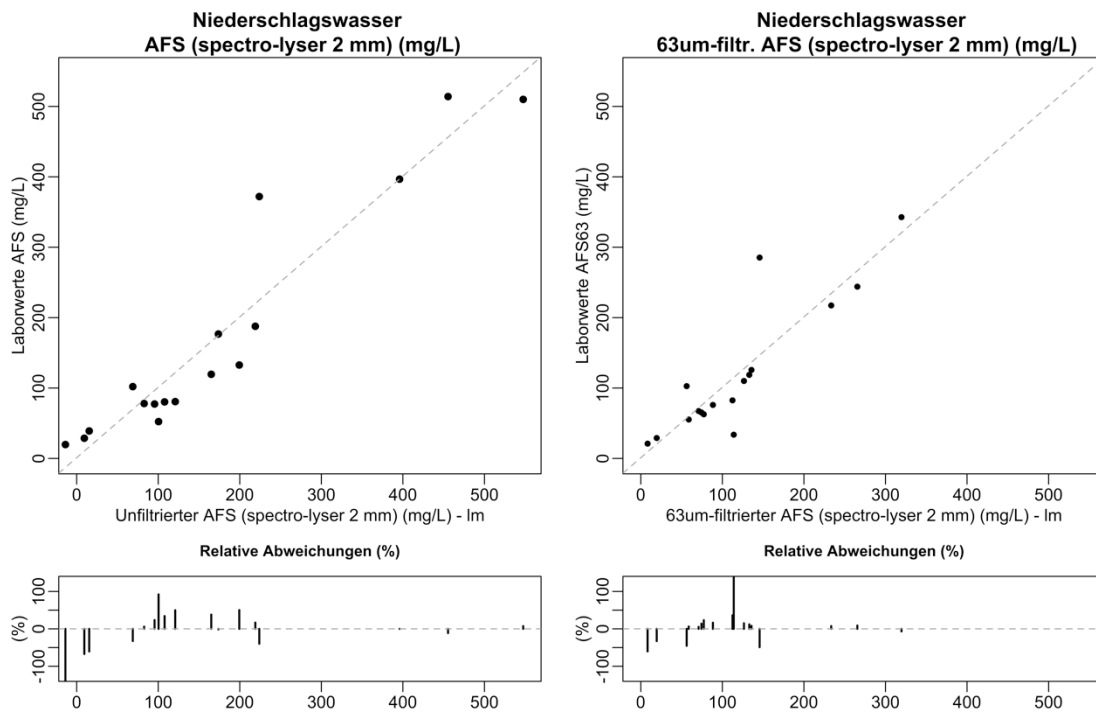 Niederschlagswasser
AFS (spectro-lyser 2 mm) (mg/L)
Laborwerte AFS (mg/L)
500
400
300
200
100
0
0 100 200 300 400 500
Unfiltrierter AFS (spectro-lyser 2 mm) (mg/L) - lm
Relative Abweichungen (%)
(%)
100
0
-100
0 100 200 300 400 500
Niederschlagswasser
63um-filtr. AFS (spectro-lyser 2 mm) (mg/L)
Laborwerte AFS63 (mg/L)
500
400
300
200
100
0
0 100 200 300 400 500
63um-filtrierter AFS (spectro-lyser 2 mm) (mg/L) - lm
Relative Abweichungen (%)
(%)
100
0
-100
0 100 200 300 400 500